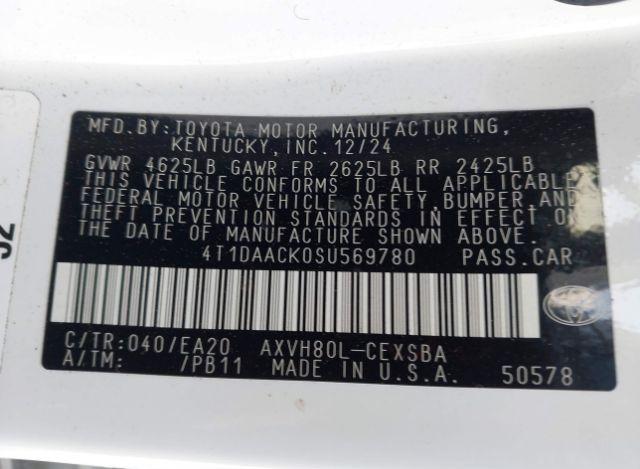 MFD.BY:TOYOTA MOTOR MANUFACTURING,
KENTUCKY,INC.12/24
GVWR 4625LB GAWR FR 2625LB RR 2425LB
THIS VEHICLE CONFORMS TO ALL APPLICABLE
FEDERAL MOTOR VEHICLE SAFETY,BUMPER,AND
THEFT PREVENTION STANDARDS IN EFFECT ON
THE DATE OF MANUFACTURE SHOWN ABOVE.
4T1DAACK0SU569780 PASS.CAR
C/TR:040/EA20 AXVH80L-CEXSBA
A/TM: /PB11 MADE IN U.S.A. 50578